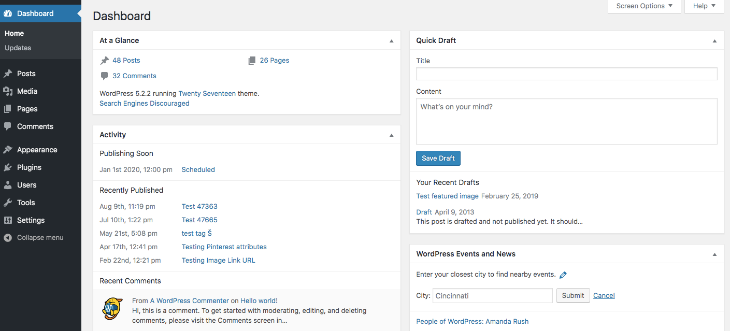 Dashboard
Home
Updates
Posts
Media
Pages
Comments
Appearance
Plugins
Users
Tools
Settings
Collapse menu
Screen Options
Help
Dashboard
At a Glance
48 Posts
26 Pages
32 Comments
WordPress 5.2.2 running Twenty Seventeen theme.
Search Engines Discouraged
Activity
Publishing Soon
Jan 1st 2020, 12:00 pm Scheduled
Recently Published
Aug 9th, 11:19 pm Test 47363
Jul 10th, 1:22 pm Test 47665
May 21st, 5:08 pm test tag Š
Apr 17th, 12:41 pm Testing Pinterest attributes
Feb 22nd, 12:21 pm Testing Image Link URL
Recent Comments
From A WordPress Commenter on Hello world!
Hi, this is a comment. To get started with moderating, editing, and deleting
comments, please visit the Comments screen in...
Quick Draft
Title
Content
What's on your mind?
Save Draft
Your Recent Drafts
Test featured image February 25, 2019
Draft April 9, 2013
This post is drafted and not published yet. It should…
WordPress Events and News
Enter your closest city to find nearby events.
City: Cincinnati Submit Cancel
People of WordPress: Amanda Rush